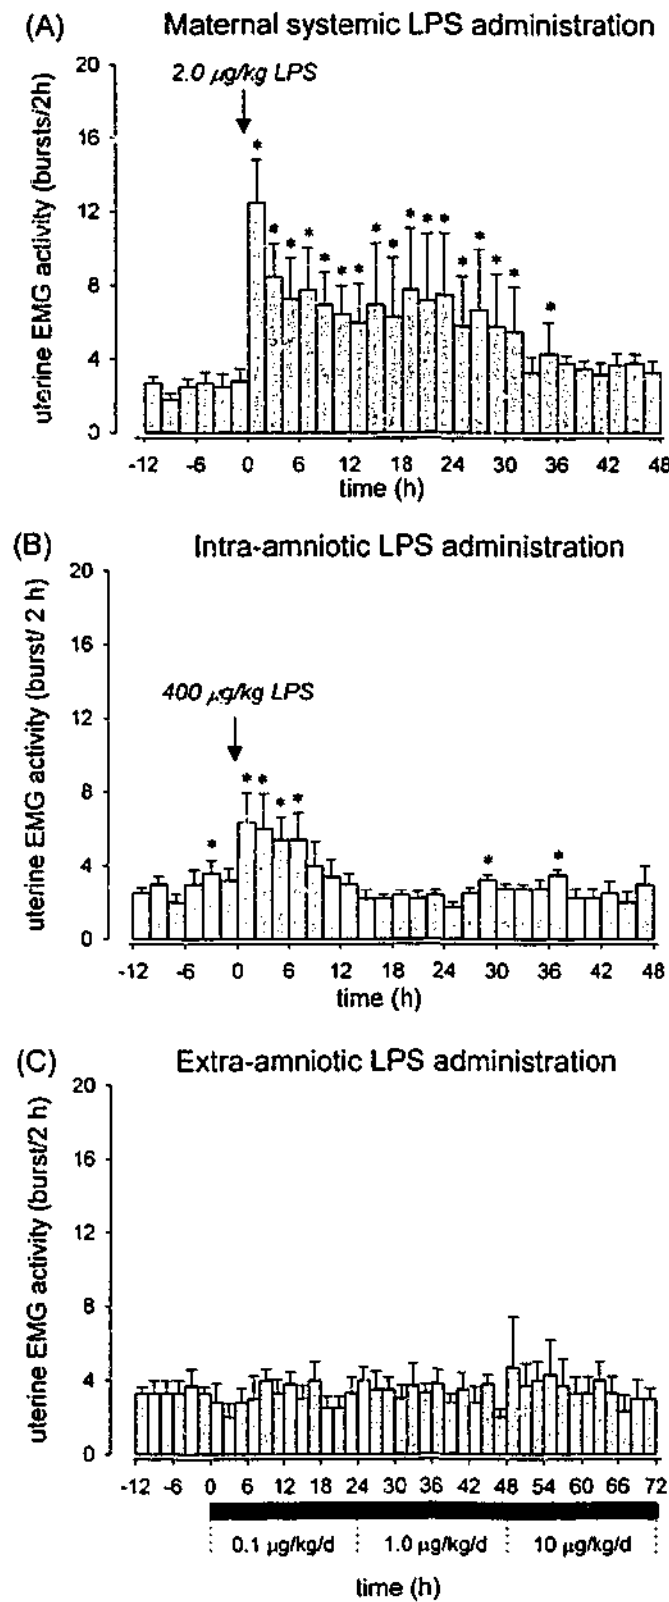 (A) Maternal systemic LPS administration
20
2.0 μg/kg LPS
16
12
8
4
0
uterine EMG activity (bursts/2h)
* * * * * * * * * * * * * * * * *
-12 -6 0 6 12 18 24 30 36 42 48
time (h)
(B) Intra-amniotic LPS administration
20
16
400 μg/kg LPS
12
8
4
0
uterine EMG activity (burst/ 2 h)
* * * * * * *
-12 -6 0 6 12 18 24 30 36 42 48
time (h)
(C) Extra-amniotic LPS administration
20
16
12
8
4
0
uterine EMG activity (burst/2 h)
-12 -6 0 6 12 18 24 30 36 42 48 54 60 66 72
0.1 μg/kg/d 1.0 μg/kg/d 10 μg/kg/d
time (h)